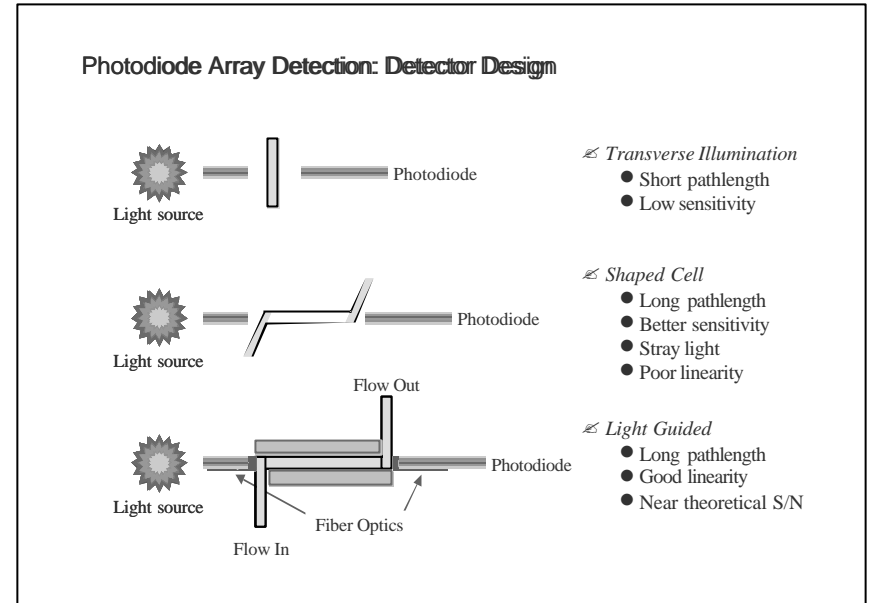 Photodiode Array Detection: Detector Design
Photodiode
Light source
✍ Transverse Illumination
● Short pathlength
● Low sensitivity
Photodiode
Light source
✍ Shaped Cell
● Long pathlength
● Better sensitivity
● Stray light
● Poor linearity
Flow Out
Photodiode
Light source
Fiber Optics
Flow In
✍ Light Guided
● Long pathlength
● Good linearity
● Near theoretical S/N